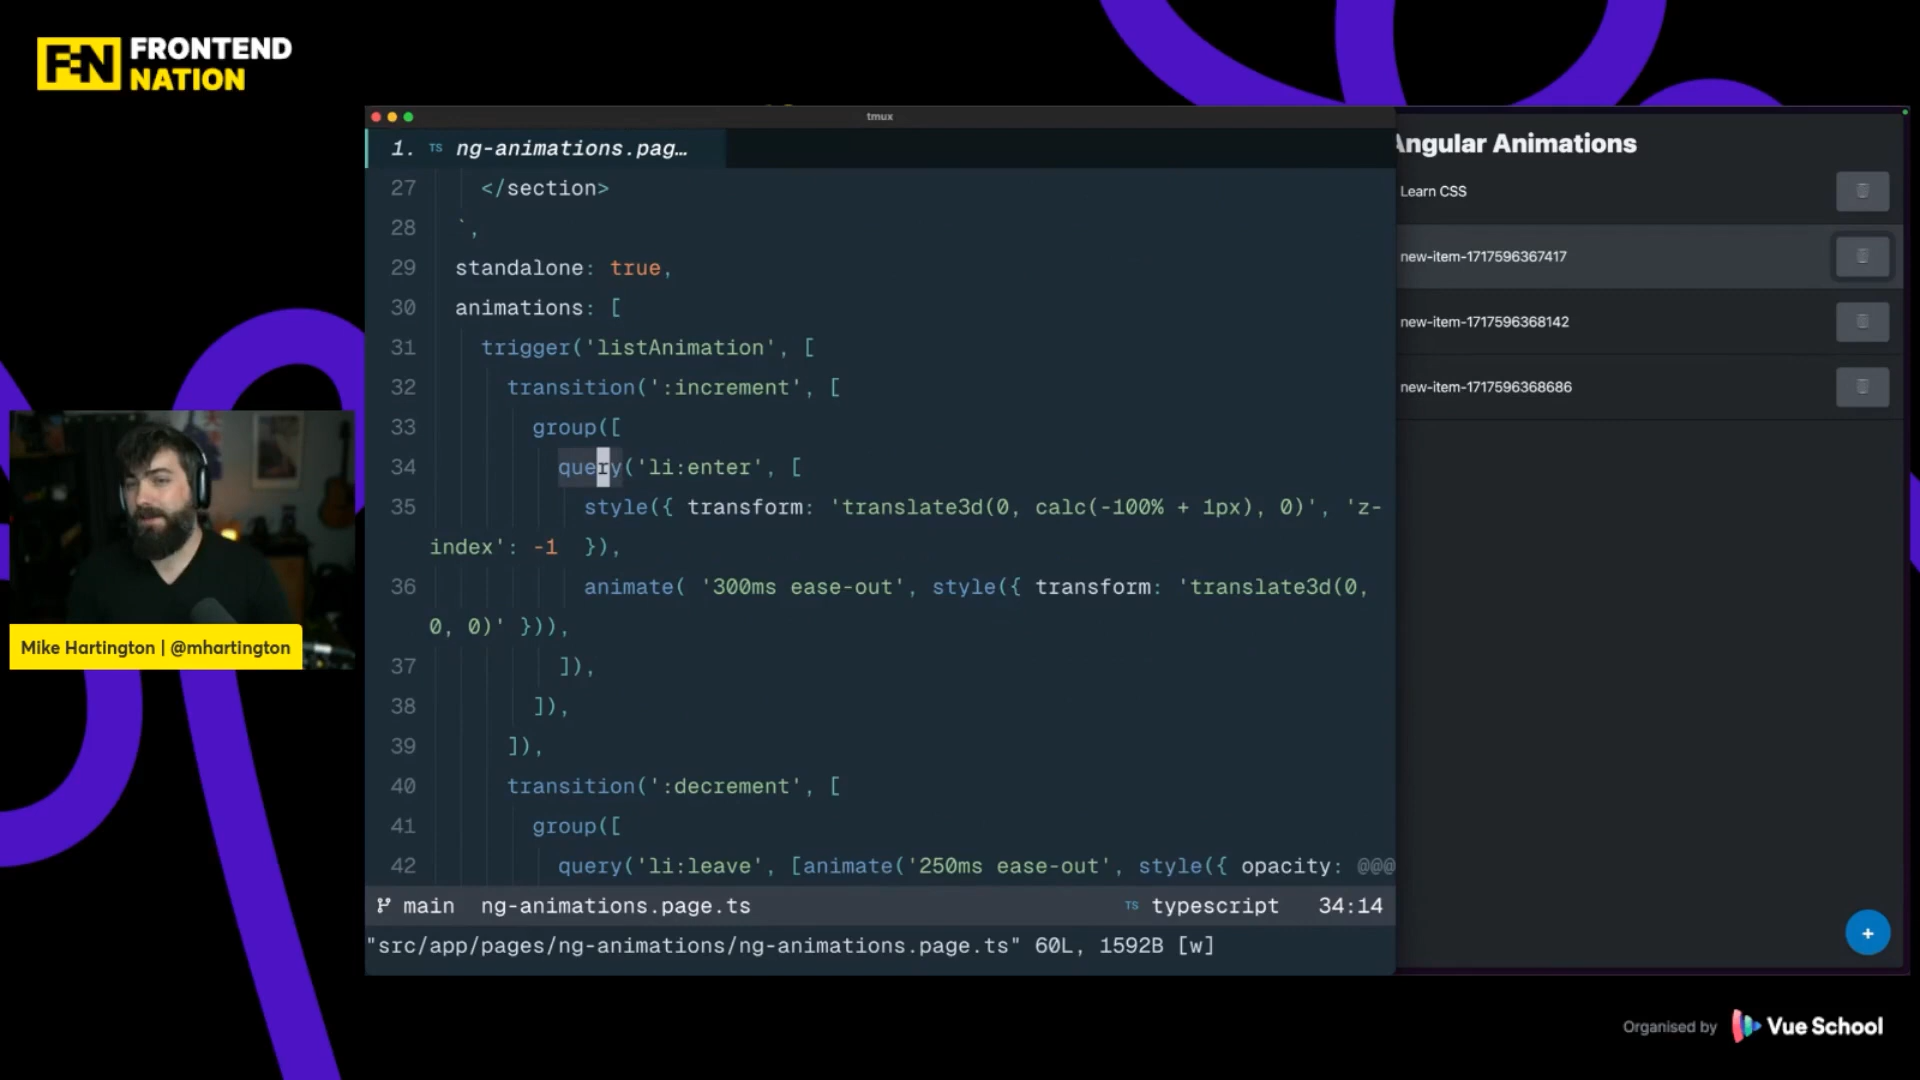 FEN FRONTEND
NATION
tmux
1. TS ng-animations.pag…
27 </section>
28 `,
29 standalone: true,
30 animations: [
31 trigger('listAnimation', [
32 transition(':increment', [
33 group([
34 query('li:enter', [
35 style({ transform: 'translate3d(0, calc(-100% + 1px), 0)', 'z-
index': -1  }),
36 animate( '300ms ease-out', style({ transform: 'translate3d(0,
0, 0)' })),
37 ]),
38 ]),
39 ]),
40 transition(':decrement', [
41 group([
42 query('li:leave', [animate('250ms ease-out', style({ opacity: @@@
main ng-animations.page.ts TS typescript 34:14
"src/app/pages/ng-animations/ng-animations.page.ts" 60L, 1592B [w]
Angular Animations
Learn CSS
new-item-1717596367417
new-item-1717596368142
new-item-1717596368686
+
Mike Hartington | @mhartington
Organised by Vue School